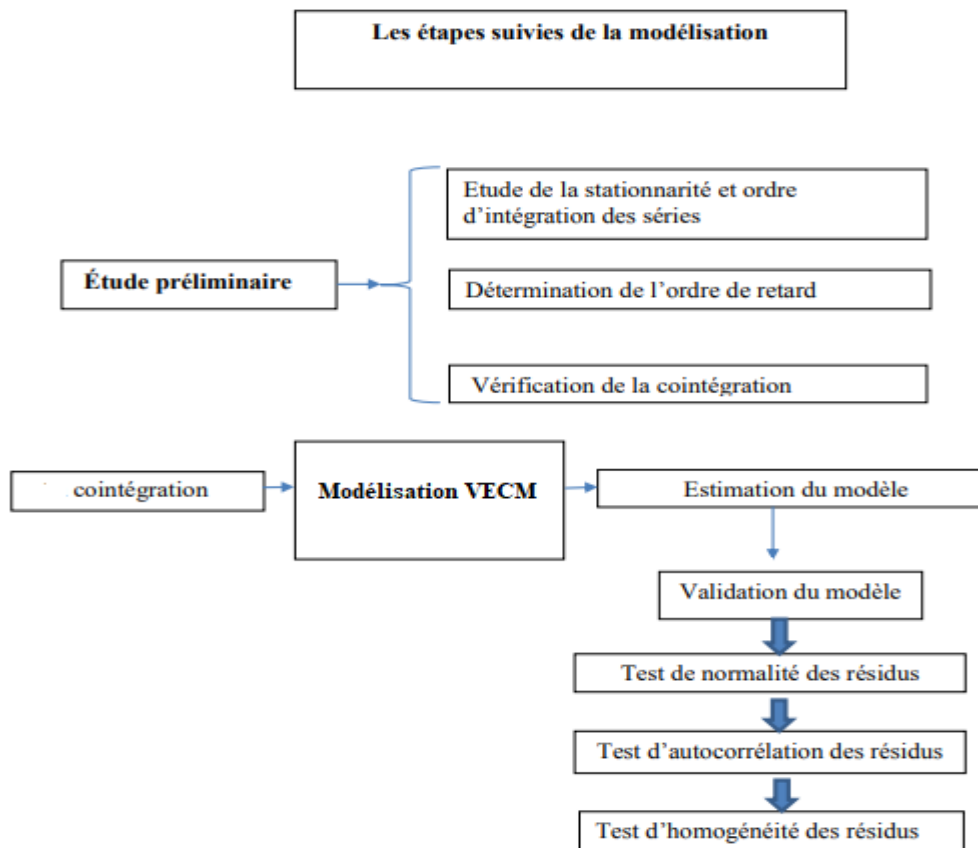 Les étapes suivies de la modélisation
Etude de la stationnarité et ordre
d'intégration des séries
Étude préliminaire
Détermination de l'ordre de retard
Vérification de la cointégration
cointégration
Modélisation VECM
Estimation du modèle
Validation du modèle
Test de normalité des résidus
Test d'autocorrélation des résidus
Test d'homogénéité des résidus